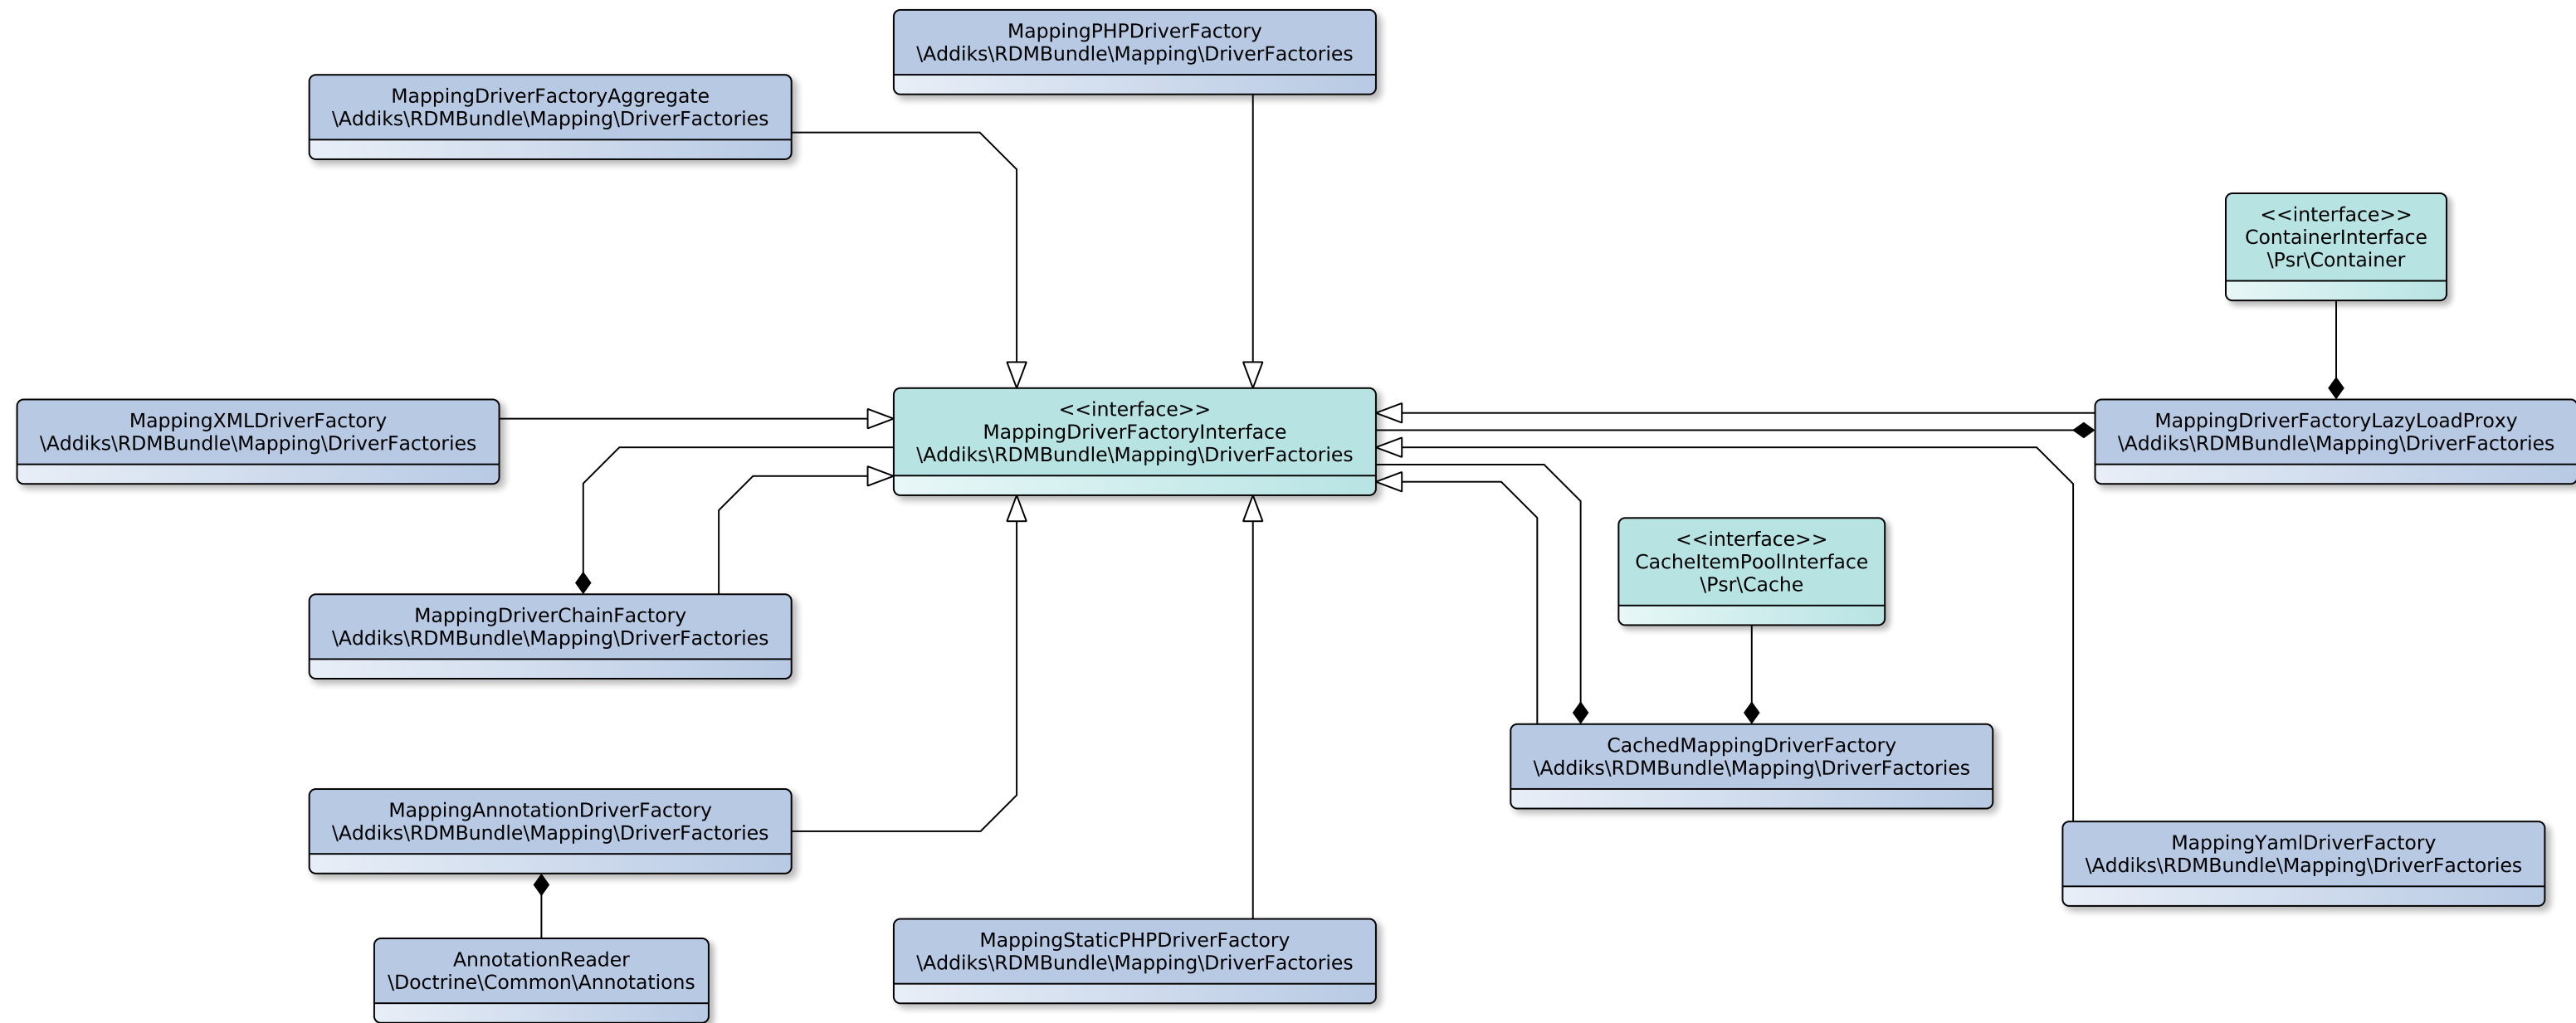 MappingPHPDriverFactory
\Addiks\RDMBundle\Mapping\DriverFactories
MappingDriverFactoryAggregate
\Addiks\RDMBundle\Mapping\DriverFactories
<<interface>>
ContainerInterface
\Psr\Container
MappingXMLDriverFactory
\Addiks\RDMBundle\Mapping\DriverFactories
<<interface>>
MappingDriverFactoryInterface
\Addiks\RDMBundle\Mapping\DriverFactories
MappingDriverFactoryLazyLoadProxy
\Addiks\RDMBundle\Mapping\DriverFactories
<<interface>>
CacheItemPoolInterface
\Psr\Cache
MappingDriverChainFactory
\Addiks\RDMBundle\Mapping\DriverFactories
CachedMappingDriverFactory
\Addiks\RDMBundle\Mapping\DriverFactories
MappingAnnotationDriverFactory
\Addiks\RDMBundle\Mapping\DriverFactories
MappingYamlDriverFactory
\Addiks\RDMBundle\Mapping\DriverFactories
AnnotationReader
\Doctrine\Common\Annotations
MappingStaticPHPDriverFactory
\Addiks\RDMBundle\Mapping\DriverFactories